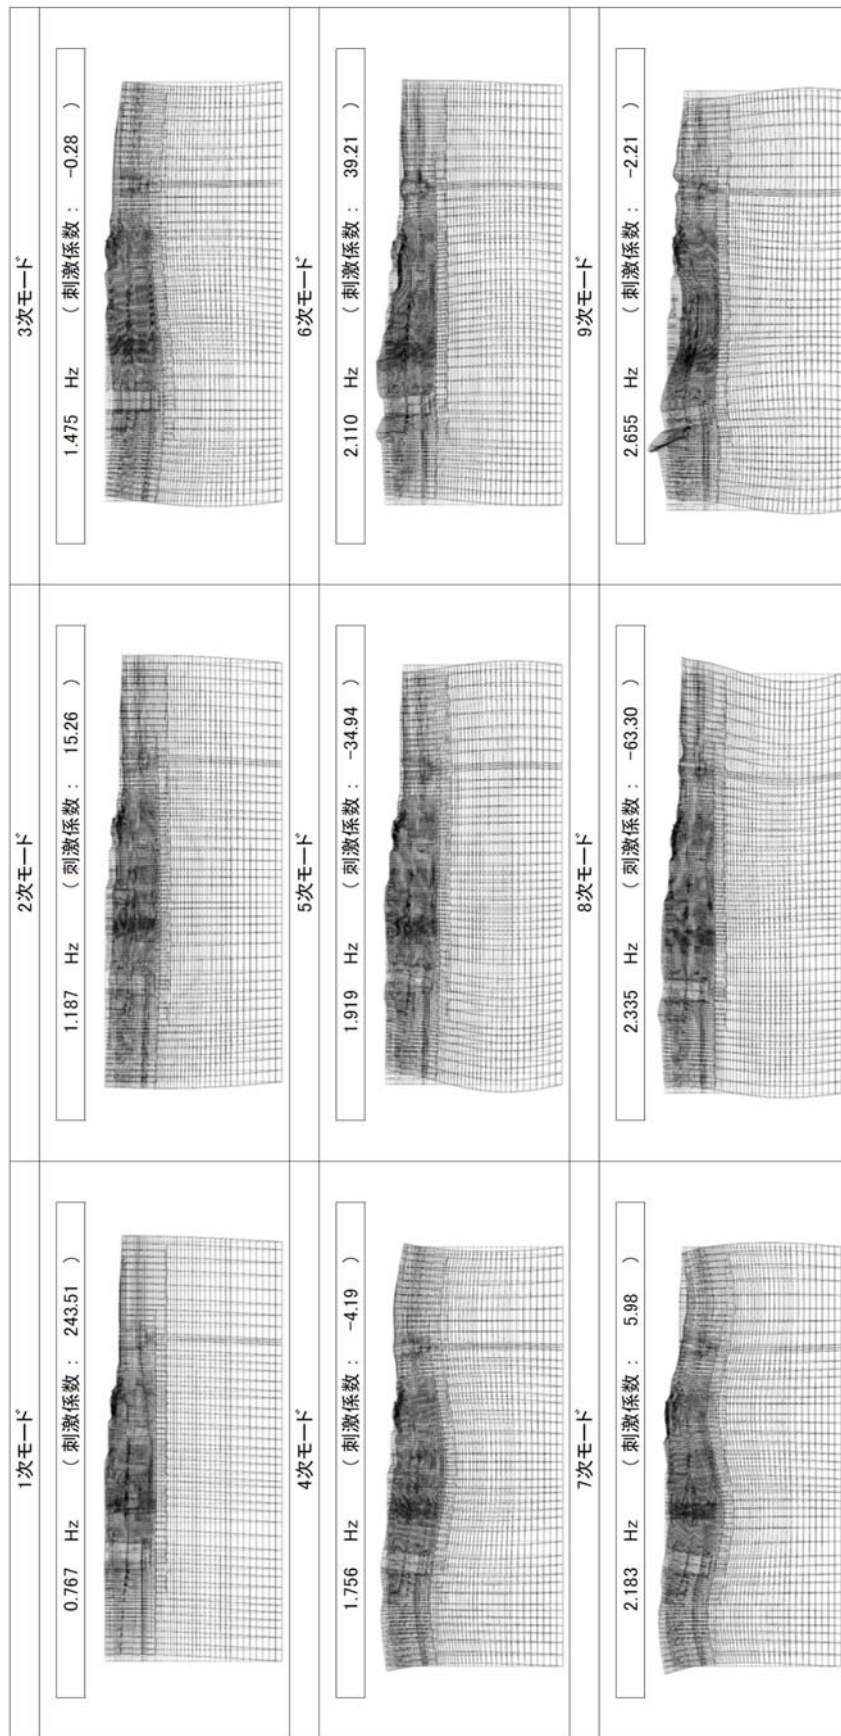 1次モード
0.767 Hz ( 刺激係数 : 243.51 )
2次モード
1.187 Hz ( 刺激係数 : 15.26 )
3次モード
1.475 Hz ( 刺激係数 : -0.28 )
4次モード
1.756 Hz ( 刺激係数 : -4.19 )
5次モード
1.919 Hz ( 刺激係数 : -34.94 )
6次モード
2.110 Hz ( 刺激係数 : 39.21 )
7次モード
2.183 Hz ( 刺激係数 : 5.98 )
8次モード
2.335 Hz ( 刺激係数 : -63.30 )
9次モード
2.655 Hz ( 刺激係数 : -2.21 )